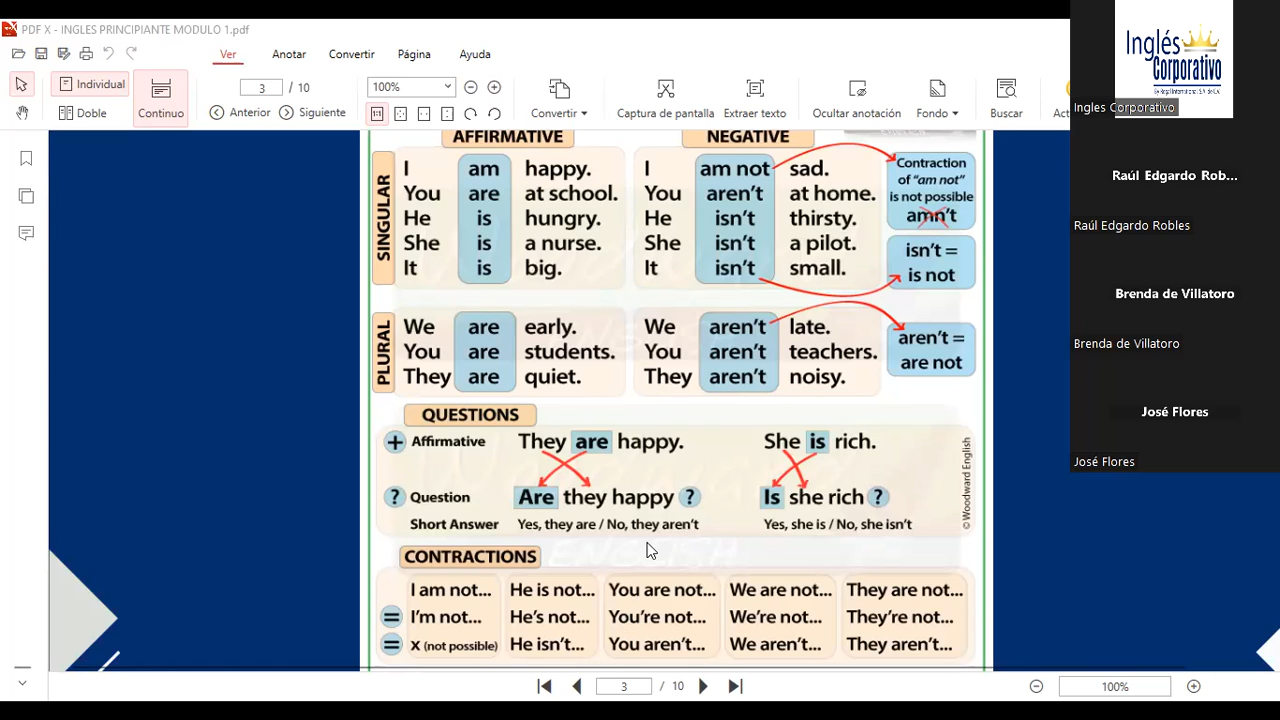 PDF X - INGLES PRINCIPIANTE MODULO 1.pdf
Ver Anotar Convertir Página Ayuda
Individual
Doble
Continuo
3 / 10
Anterior Siguiente
100%
Convertir
Captura de pantalla
Extraer texto
Ocultar anotación
Fondo
Buscar
AFFIRMATIVE NEGATIVE
SINGULAR
I am happy. I am not sad.
You are at school. You aren't at home.
He is hungry. He isn't thirsty.
She is a nurse. She isn't a pilot.
It is big. It isn't small.
Contraction
of "am not"
is not possible
amn't
isn't =
is not
PLURAL
We are early. We aren't late.
You are students. You aren't teachers.
They are quiet. They aren't noisy.
aren't =
are not
QUESTIONS
+ Affirmative They are happy. She is rich.
? Question Are they happy ? Is she rich ?
Short Answer Yes, they are / No, they aren't Yes, she is / No, she isn't
© Woodward English
CONTRACTIONS
I am not... He is not... You are not... We are not... They are not...
= I'm not... He's not... You're not... We're not... They're not...
= x (not possible) He isn't... You aren't... We aren't... They aren't...
3 / 10
100%
Inglés
Corporativo
Ingles Corporativo
Raúl Edgardo Rob...
Raúl Edgardo Robles
Brenda de Villatoro
Brenda de Villatoro
José Flores
José Flores